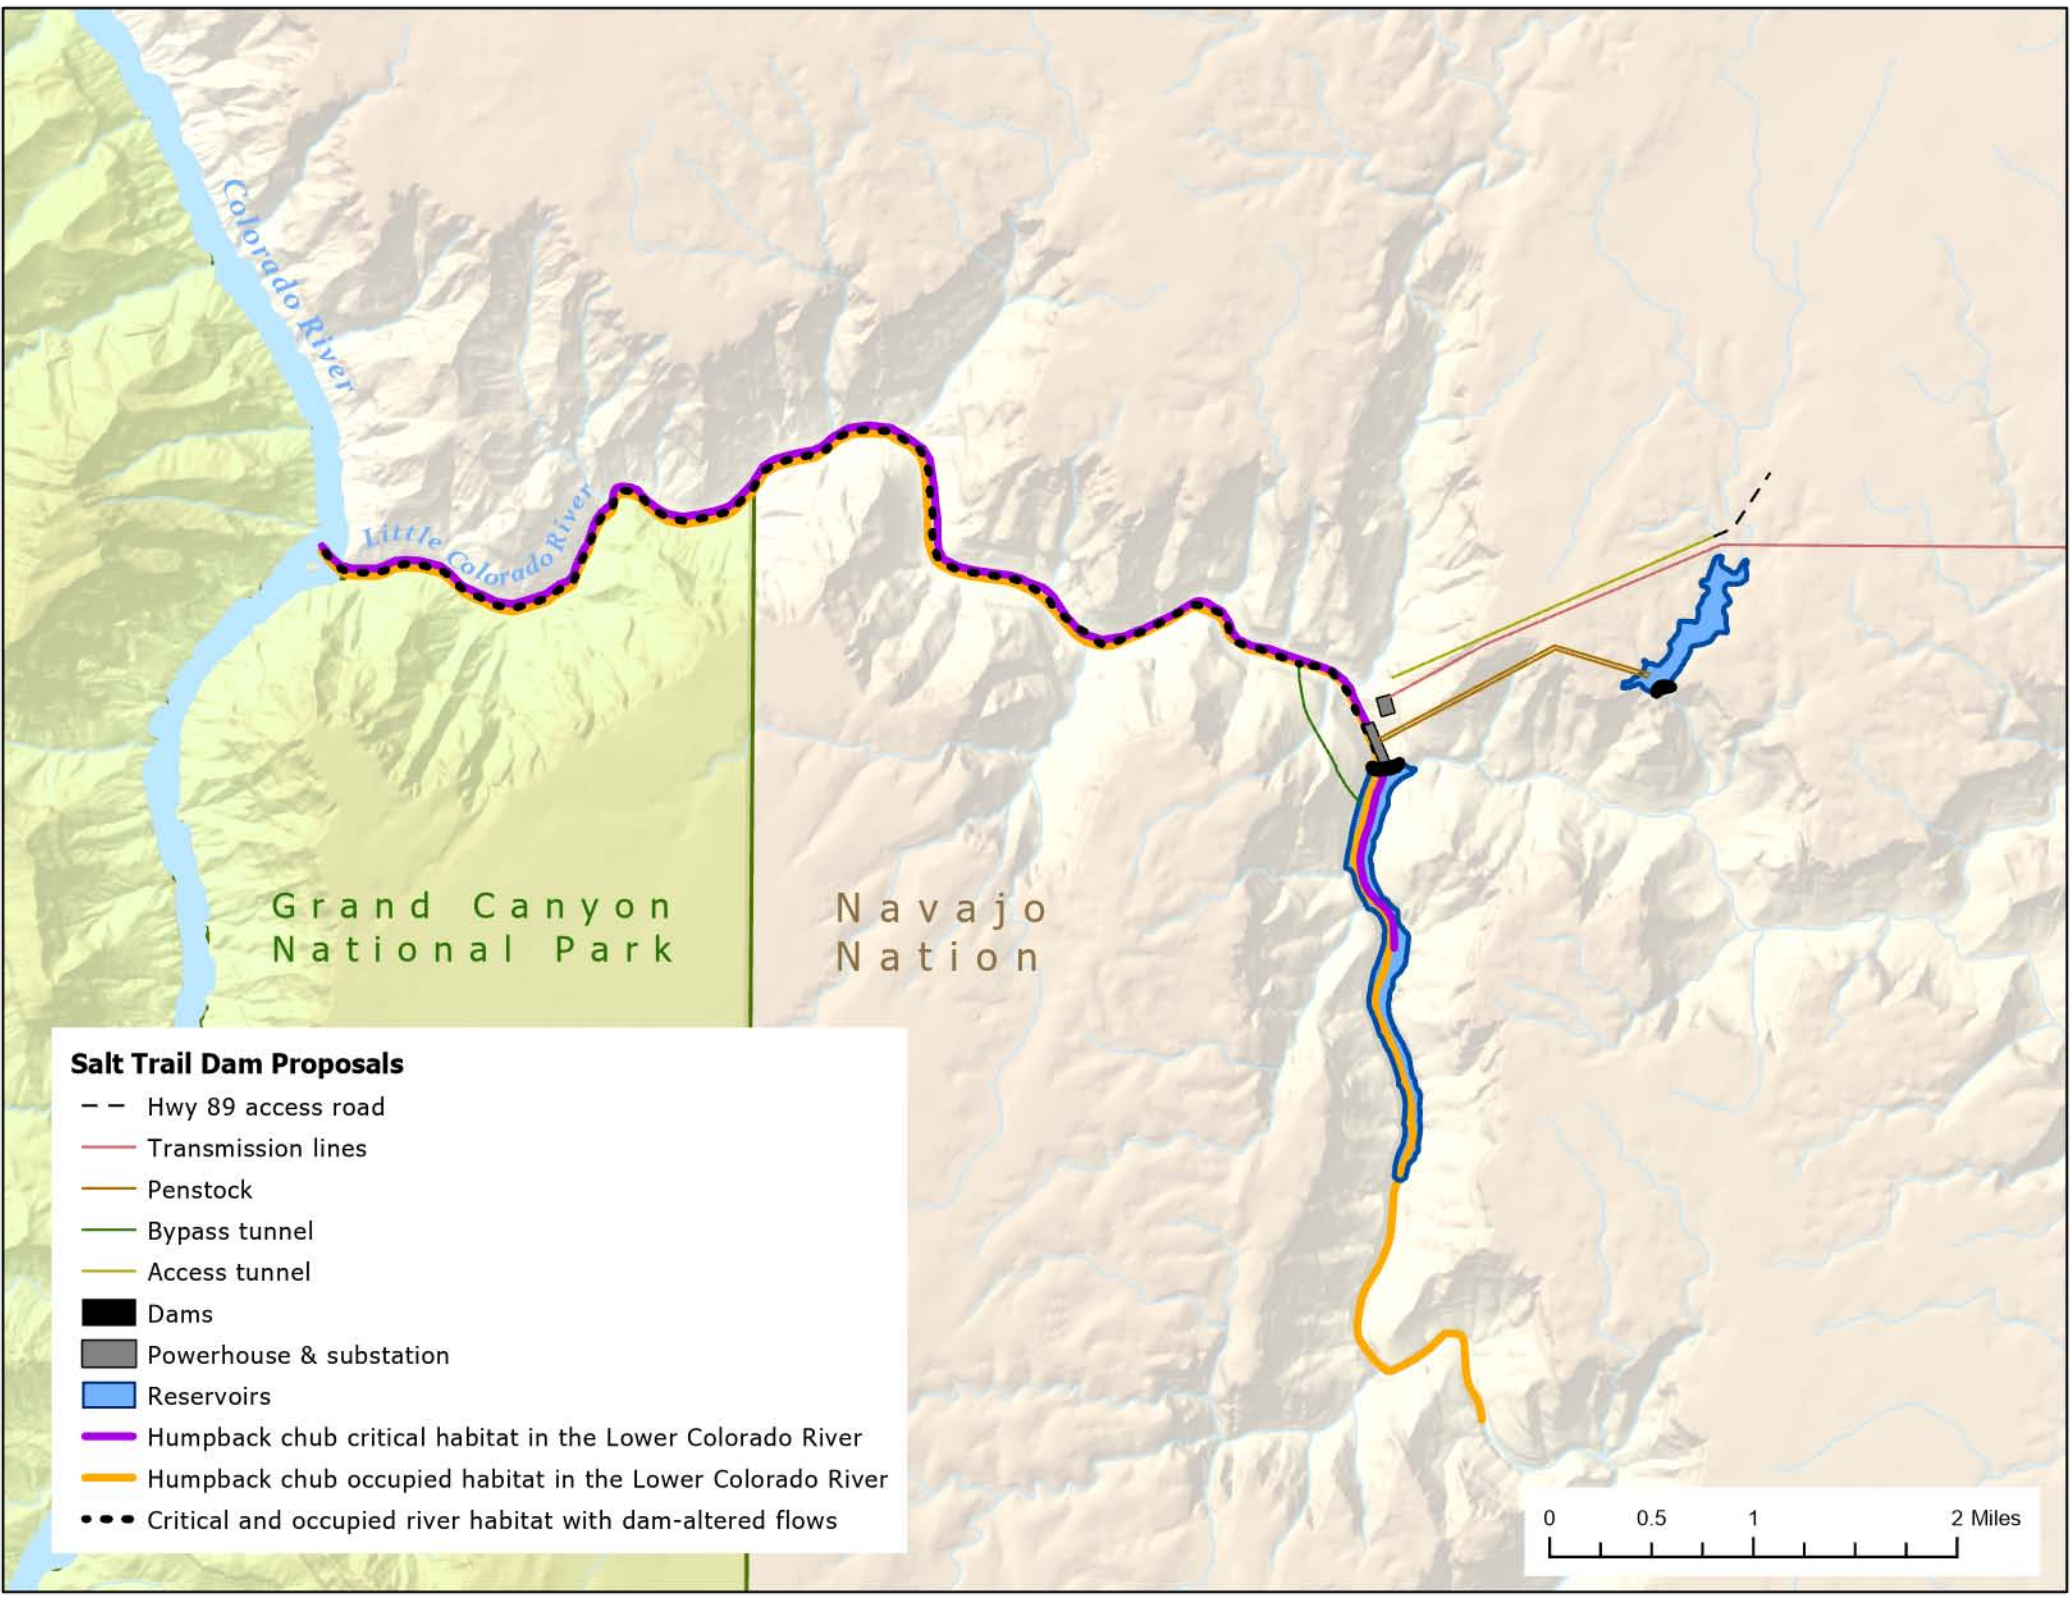 Colorado River
Little Colorado River
Grand Canyon
National Park
Navajo
Nation
Salt Trail Dam Proposals
Hwy 89 access road
Transmission lines
Penstock
Bypass tunnel
Access tunnel
Dams
Powerhouse & substation
Reservoirs
Humpback chub critical habitat in the Lower Colorado River
Humpback chub occupied habitat in the Lower Colorado River
Critical and occupied river habitat with dam-altered flows
0 0.5 1 2 Miles